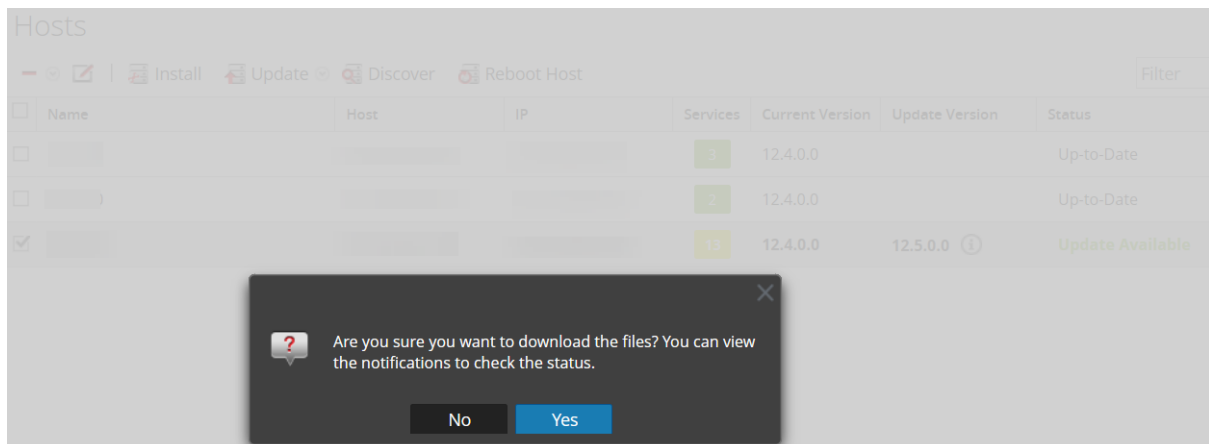 Hosts
Install Update Discover Reboot Host Filter
Name Host IP Services Current Version Update Version Status
3 12.4.0.0 Up-to-Date
2 12.4.0.0 Up-to-Date
13 12.4.0.0 12.5.0.0 Update Available
Are you sure you want to download the files? You can view
the notifications to check the status.
No Yes